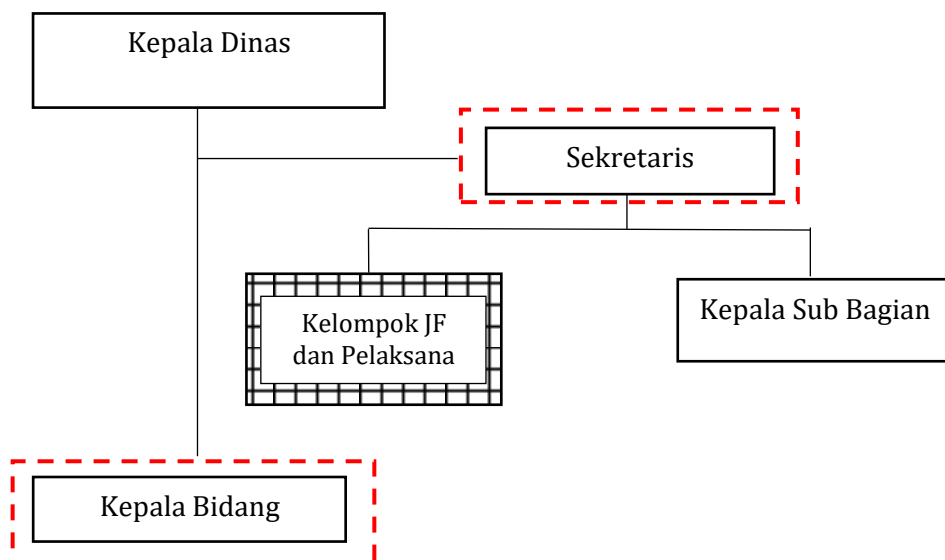 Kepala Dinas
Sekretaris
Kelompok JF
dan Pelaksana
Kepala Sub Bagian
Kepala Bidang